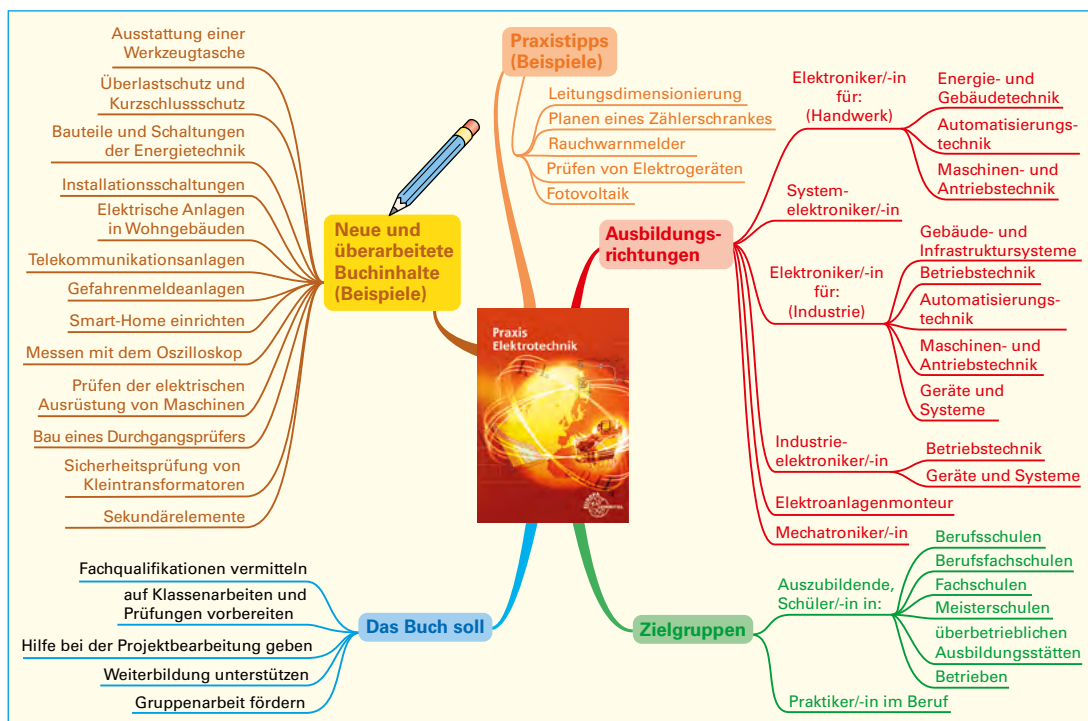 Ausstattung einer
Werkzeugtasche
Überlastschutz und
Kurzschlussschutz
Bauteile und Schaltungen
der Energietechnik
Installationsschaltungen
Elektrische Anlagen
in Wohngebäuden
Telekommunikationsanlagen
Gefahrenmeldeanlagen
Smart-Home einrichten
Messen mit dem Oszilloskop
Prüfen der elektrischen
Ausrüstung von Maschinen
Bau eines Durchgangsprüfers
Sicherheitsprüfung von
Kleintransformatoren
Sekundärelemente
Neue und
überarbeitete
Buchinhalte
(Beispiele)
Praxistipps
(Beispiele)
Leitungsdimensionierung
Planen eines Zählerschrankes
Rauchwarnmelder
Prüfen von Elektrogeräten
Fotovoltaik
Ausbildungs-
richtungen
Elektroniker/-in
für:
(Handwerk)
Energie- und
Gebäudetechnik
Automatisierungs-
technik
Maschinen- und
Antriebstechnik
System-
elektroniker/-in
Elektroniker/-in
für:
(Industrie)
Gebäude- und
Infrastruktursysteme
Betriebstechnik
Automatisierungs-
technik
Maschinen- und
Antriebstechnik
Geräte und
Systeme
Industrie-
elektroniker/-in
Betriebstechnik
Geräte und Systeme
Elektroanlagenmonteur
Mechatroniker/-in
Praxis
Elektrotechnik
Das Buch soll
Fachqualifikationen vermitteln
auf Klassenarbeiten und
Prüfungen vorbereiten
Hilfe bei der Projektbearbeitung geben
Weiterbildung unterstützen
Gruppenarbeit fördern
Zielgruppen
Auszubildende,
Schüler/-in in:
Berufsschulen
Berufsfachschulen
Fachschulen
Meisterschulen
überbetrieblichen
Ausbildungsstätten
Betrieben
Praktiker/-in im Beruf